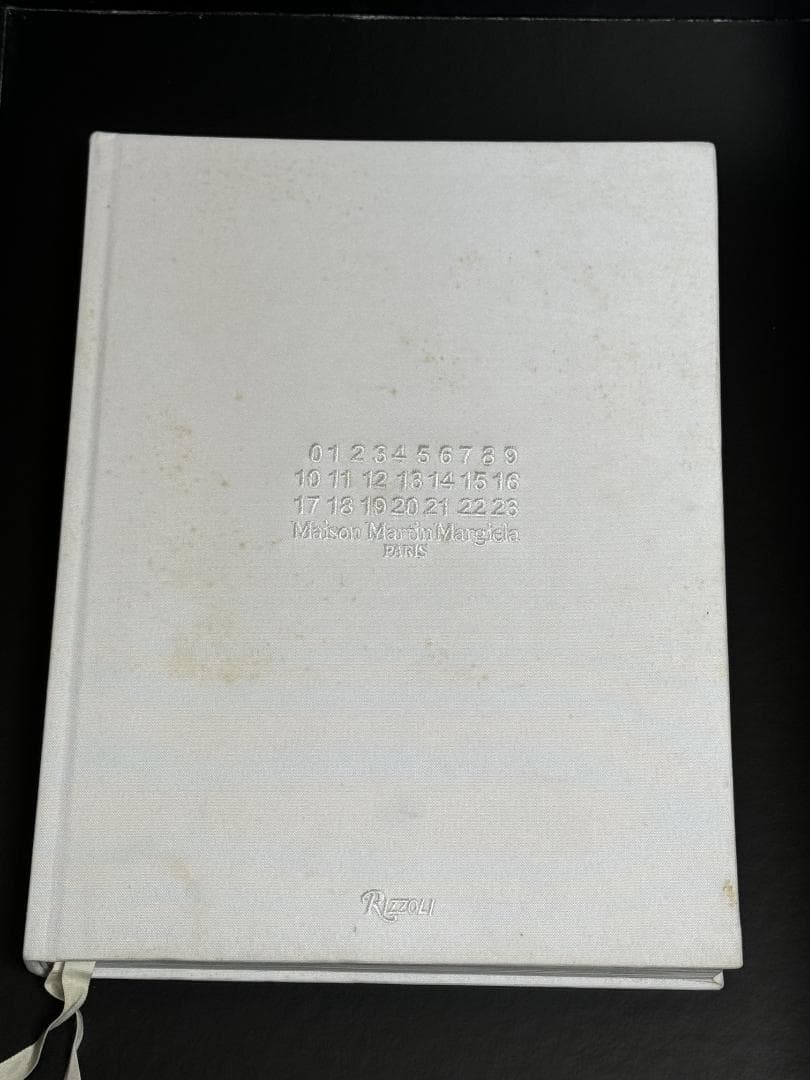 0 1 2 3 4 5 6 7 8 9
10 11 12 13 14 15 16
17 18 19 20 21 22 23
Maison Martin Margiela
PARIS
RIZZOLI